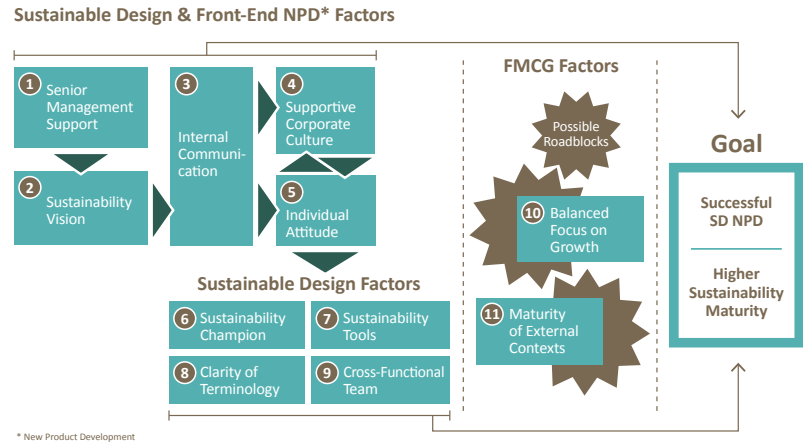 Sustainable Design & Front-End NPD* Factors
1
Senior
Management
Support
2
Sustainability
Vision
3
Internal
Communi-
cation
4
Supportive
Corporate
Culture
5
Individual
Attitude
Sustainable Design Factors
6
Sustainability
Champion
7
Sustainability
Tools
8
Clarity of
Terminology
9
Cross-Functional
Team
FMCG Factors
Possible
Roadblocks
10
Balanced
Focus on
Growth
11
Maturity
of External
Contexts
Goal
Successful
SD NPD
Higher
Sustainability
Maturity
* New Product Development